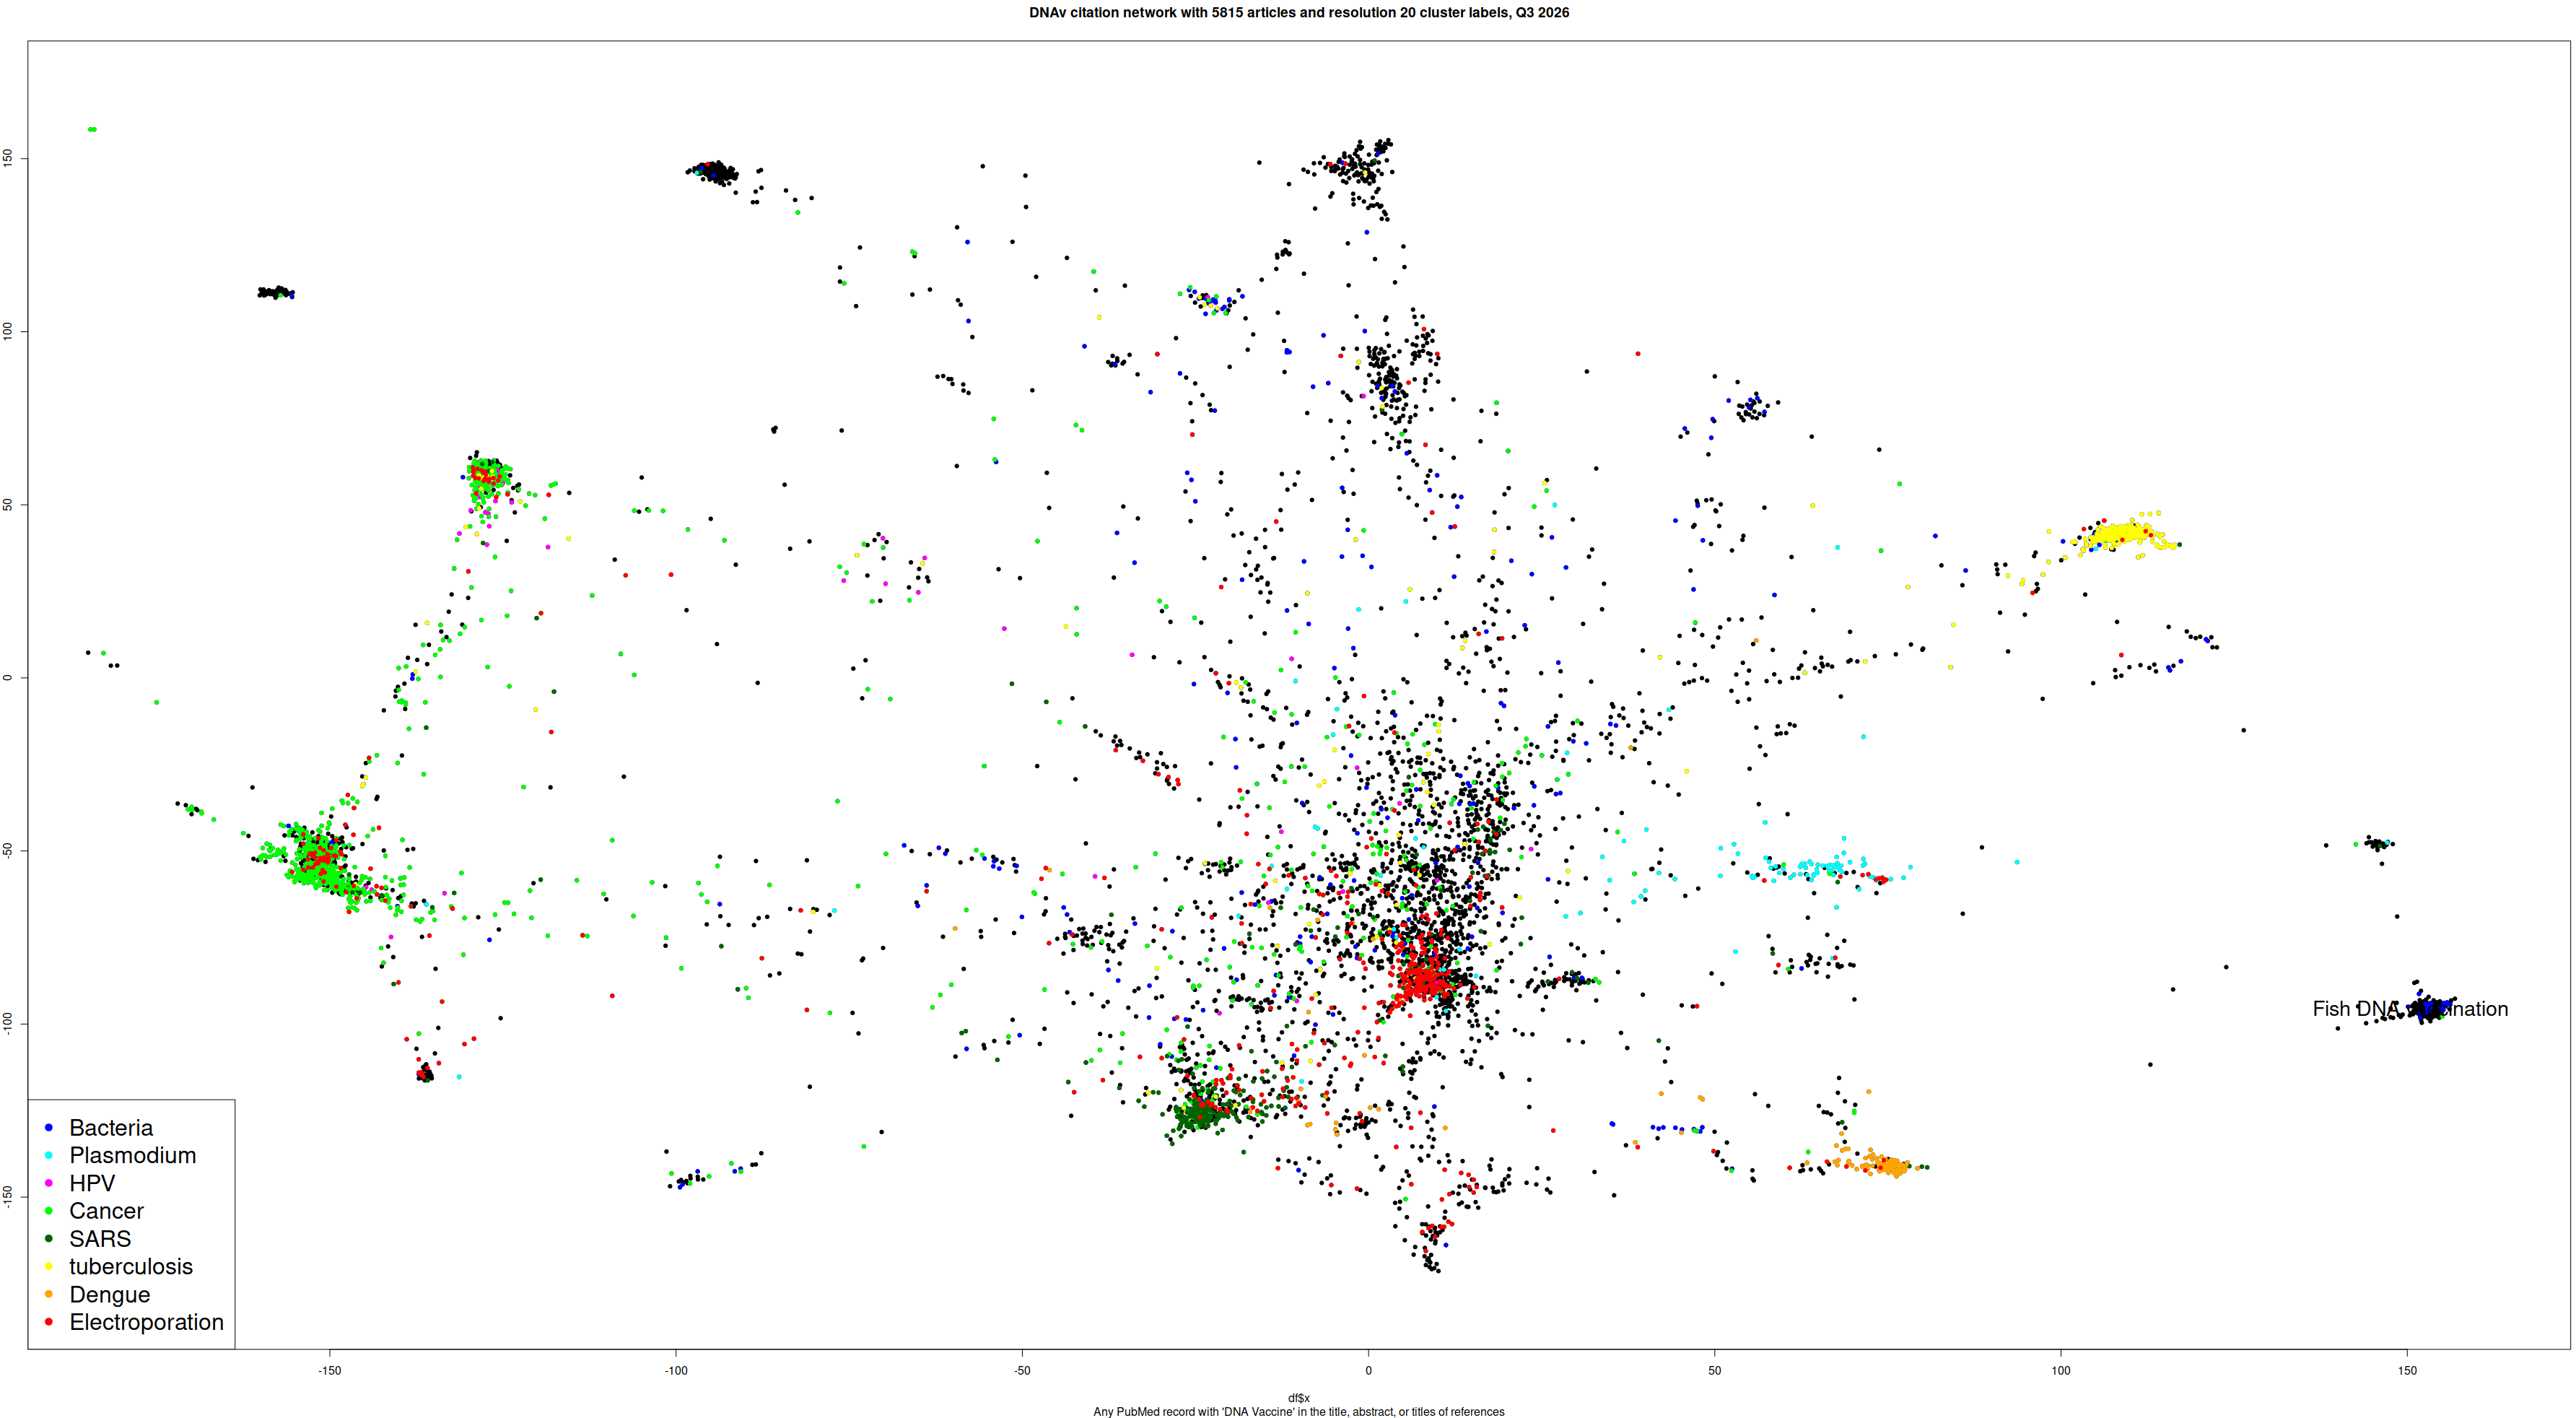 DNAv citation network with 5815 articles and resolution 20 cluster labels, Q3 2026
150
100
50
0
-50
-100
-150
Fish DNA Vaccination
Bacteria
Plasmodium
HPV
Cancer
SARS
tuberculosis
Dengue
Electroporation
-150
-100
-50
0
50
100
150
df$x
Any PubMed record with 'DNA Vaccine' in the title, abstract, or titles of references